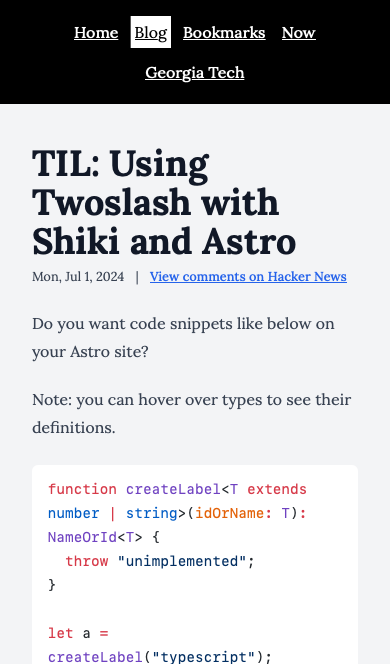 Home Blog Bookmarks Now
Georgia Tech
TIL: Using
Twoslash with
Shiki and Astro
Mon, Jul 1, 2024 | View comments on Hacker News
Do you want code snippets like below on
your Astro site?
Note: you can hover over types to see their
definitions.
function createLabel<T extends
number | string>(idOrName: T):
NameOrId<T> {
  throw "unimplemented";
}
let a =
createLabel("typescript");